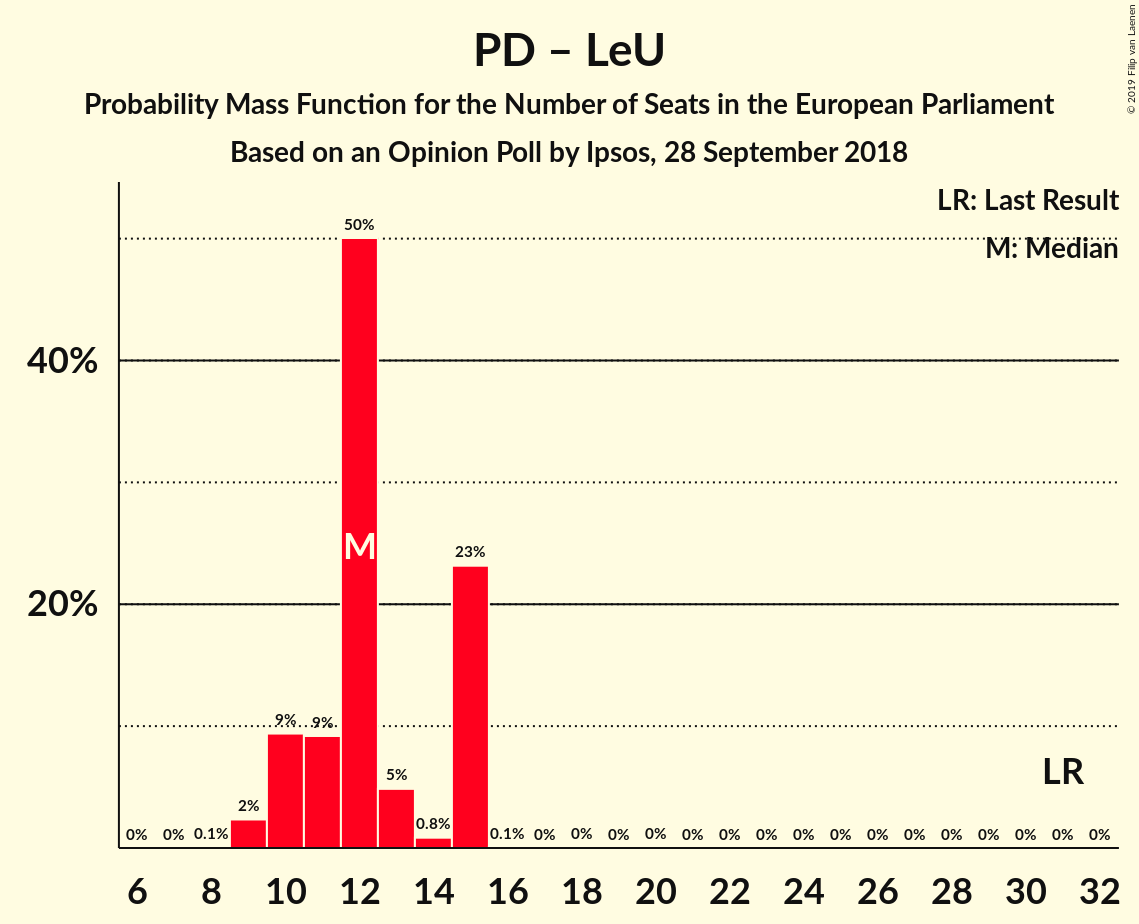 PD – LeU
Probability Mass Function for the Number of Seats in the European Parliament
Based on an Opinion Poll by Ipsos, 28 September 2018
© 2019 Filip van Laenen
LR: Last Result
M: Median
50%
40%
M
23%
20%
9%
9%
LR
5%
2%
0.8%
0% 0% 0.1% 0.1% 0% 0% 0% 0% 0% 0% 0% 0% 0% 0% 0% 0% 0% 0% 0% 0%
6 8 10 12 14 16 18 20 22 24 26 28 30 32